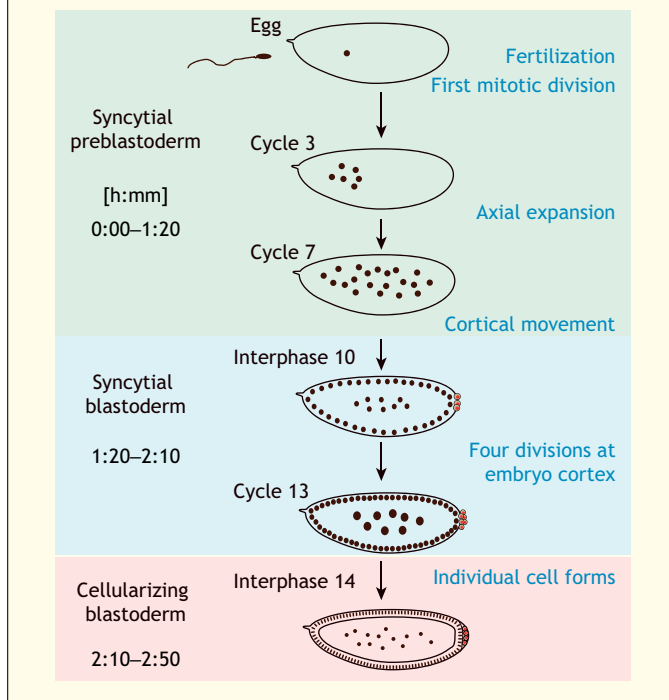 Egg
Fertilization
First mitotic division
Syncytial
preblastoderm
[h:mm]
0:00–1:20
Cycle 3
Axial expansion
Cycle 7
Cortical movement
Interphase 10
Syncytial
blastoderm
1:20–2:10
Four divisions at
embryo cortex
Cycle 13
Interphase 14
Individual cell forms
Cellularizing
blastoderm
2:10–2:50